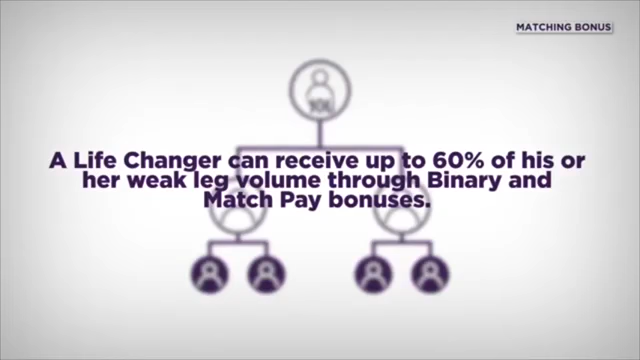 MATCHING BONUS
A Life Changer can receive up to 60% of his or
her weak leg volume through Binary and
Match Pay bonuses.